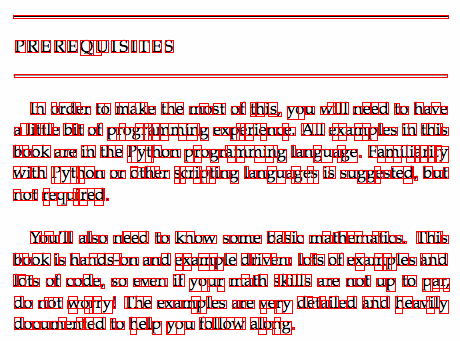 PREREQUISITES
In order to make the most of this, you will need to have
a little bit of programming experience. All examples in this
book are in the Python programming language. Familiarity
with Python or other scripting languages is suggested, but
not required.
You'll also need to know some basic mathematics. This
book is hands-on and example driven: lots of examples and
lots of code, so even if your math skills are not up to par,
do not worry! The examples are very detailed and heavily
documented to help you follow along.